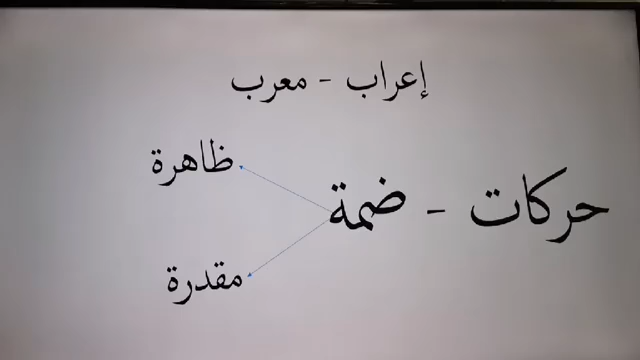 إعراب - معرب
ظاهرة
حركات - ضمة
مقدرة